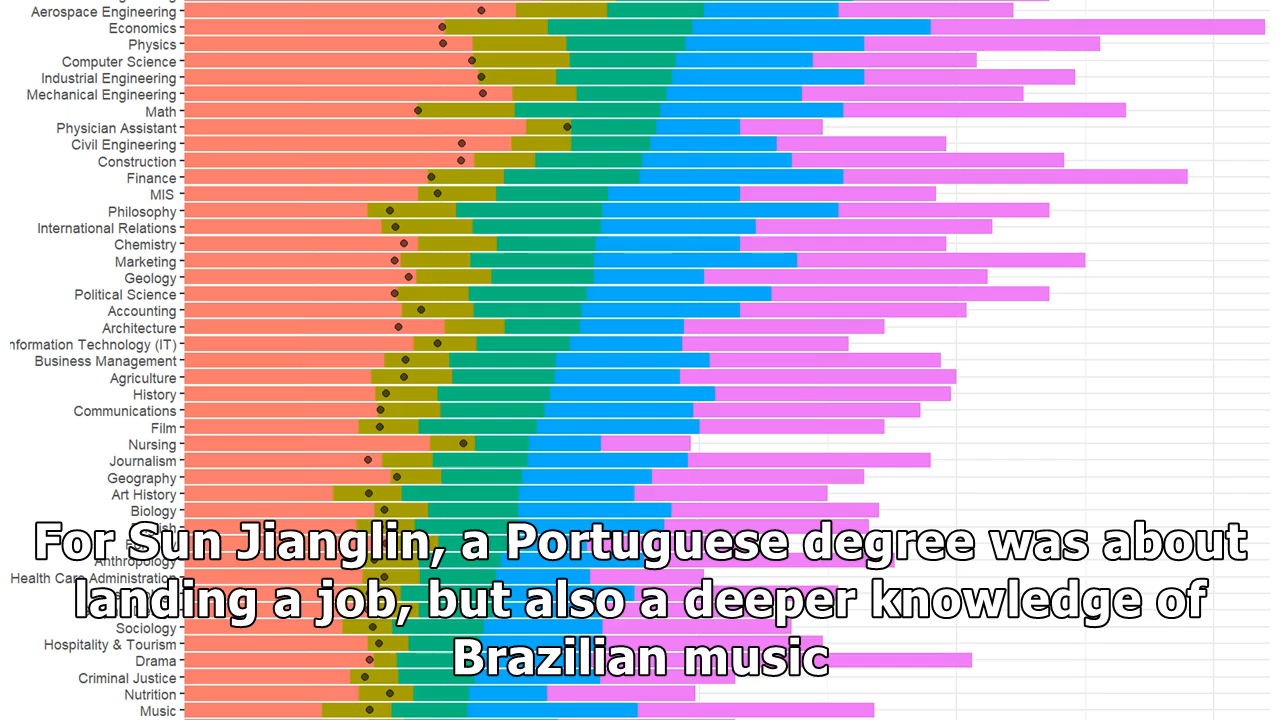 Aerospace Engineering
Economics
Physics
Computer Science
Industrial Engineering
Mechanical Engineering
Math
Physician Assistant
Civil Engineering
Construction
Finance
MIS
Philosophy
International Relations
Chemistry
Marketing
Geology
Political Science
Accounting
Architecture
nformation Technology (IT)
Business Management
Agriculture
History
Communications
Film
Nursing
Journalism
Geography
Art History
Biology
For Sun Jianglin, a Portuguese degree was about
Anthropology
Health Care Administration
landing a job, but also a deeper knowledge of
Sociology
Hospitality & Tourism
Brazilian music
Drama
Criminal Justice
Nutrition
Music